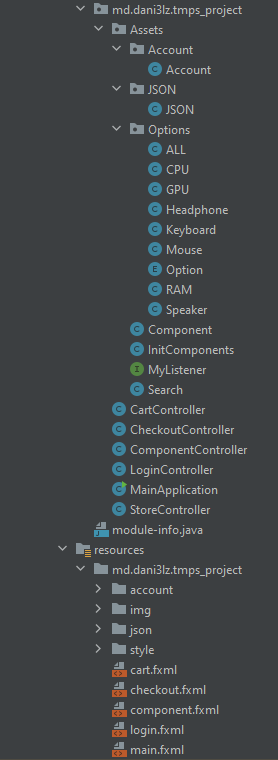 md.dani3lz.tmps_project
Assets
Account
Account
JSON
JSON
Options
ALL
CPU
GPU
Headphone
Keyboard
Mouse
Option
RAM
Speaker
Component
InitComponents
MyListener
Search
CartController
CheckoutController
ComponentController
LoginController
MainApplication
StoreController
module-info.java
resources
md.dani3lz.tmps_project
account
img
json
style
cart.fxml
checkout.fxml
component.fxml
login.fxml
main.fxml